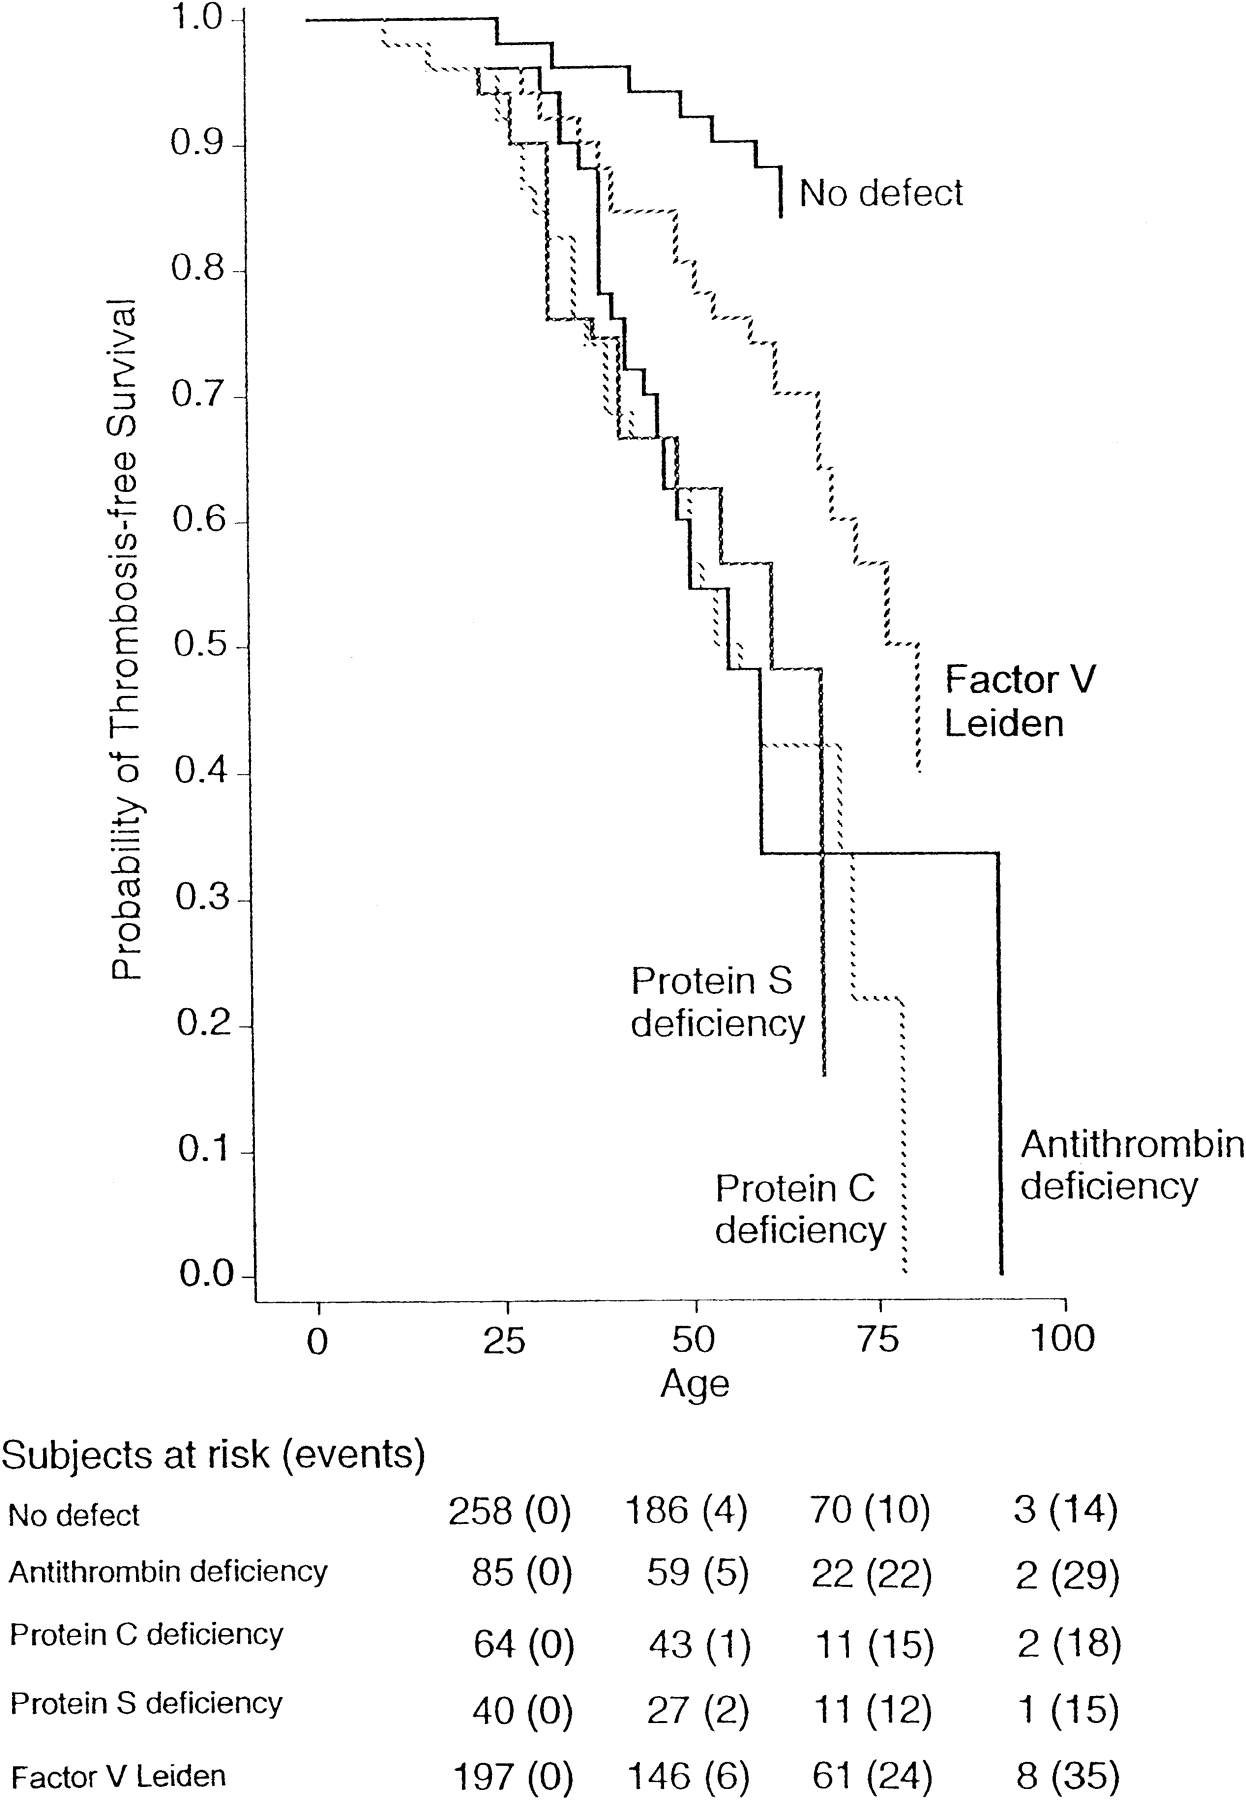 1.0
0.9
0.8
0.7
0.6
0.5
0.4
0.3
0.2
0.1
0.0
Probability of Thrombosis-free Survival
No defect
Factor V
Leiden
Protein S
deficiency
Protein C
deficiency
Antithrombin
deficiency
0 25 50 75 100
Age
Subjects at risk (events)
No defect 258 (0) 186 (4) 70 (10) 3 (14)
Antithrombin deficiency 85 (0) 59 (5) 22 (22) 2 (29)
Protein C deficiency 64 (0) 43 (1) 11 (15) 2 (18)
Protein S deficiency 40 (0) 27 (2) 11 (12) 1 (15)
Factor V Leiden 197 (0) 146 (6) 61 (24) 8 (35)